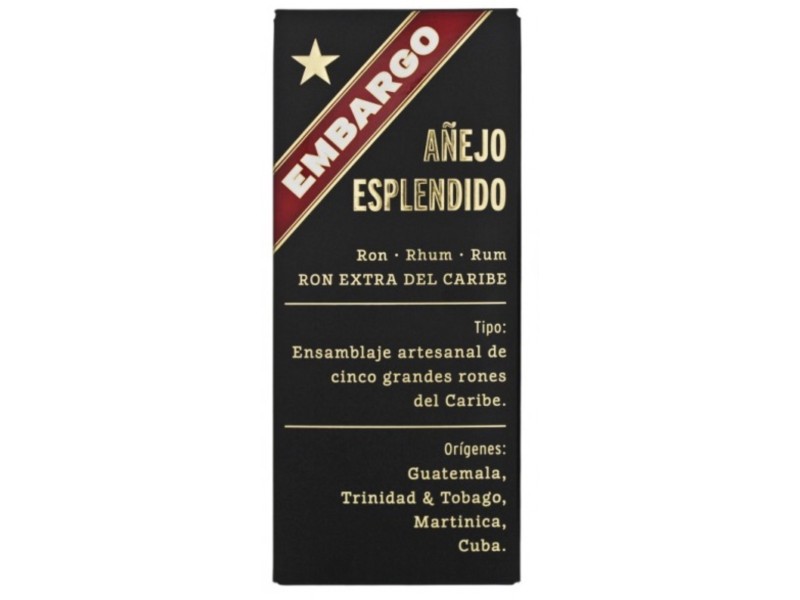 EMBARGO
AÑEJO
ESPLENDIDO
Ron · Rhum · Rum
RON EXTRA DEL CARIBE
Tipo:
Ensamblaje artesanal de
cinco grandes rones
del Caribe.
Orígenes:
Guatemala,
Trinidad & Tobago,
Martinica,
Cuba.